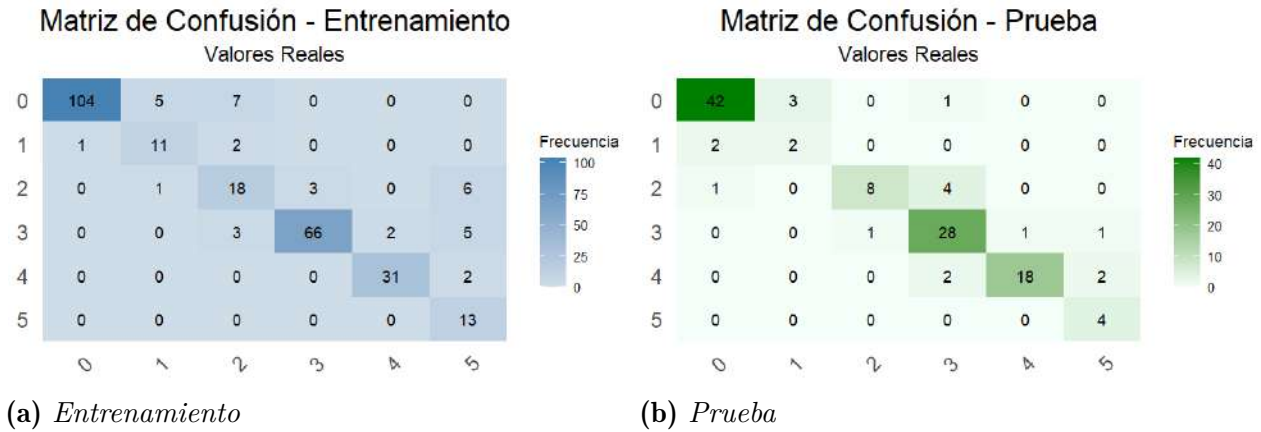 Matriz de Confusión - Entrenamiento
Valores Reales
0 104 5 7 0 0 0
1 1 11 2 0 0 0
2 0 1 18 3 0 6
3 0 0 3 66 2 5
4 0 0 0 0 31 2
5 0 0 0 0 0 13
0 1 2 3 4 5
Frecuencia
100
75
50
25
0
(a) Entrenamiento
Matriz de Confusión - Prueba
Valores Reales
0 42 3 0 1 0 0
1 2 2 0 0 0 0
2 1 0 8 4 0 0
3 0 0 1 28 1 1
4 0 0 0 2 18 2
5 0 0 0 0 0 4
0 1 2 3 4 5
Frecuencia
40
30
20
10
0
(b) Prueba